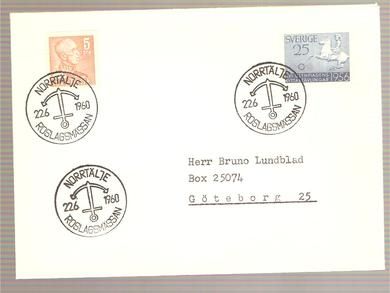 5
SVERIGE
25
1956
NORRTÄLJE
22.6 1960
ROSLAGSMÄSSAN
NORRTÄLJE
22.6 1960
ROSLAGSMÄSSAN
Herr Bruno Lundblad
Box 25074
Göteborg 25
NORRTÄLJE
22.6 1960
ROSLAGSMÄSSAN